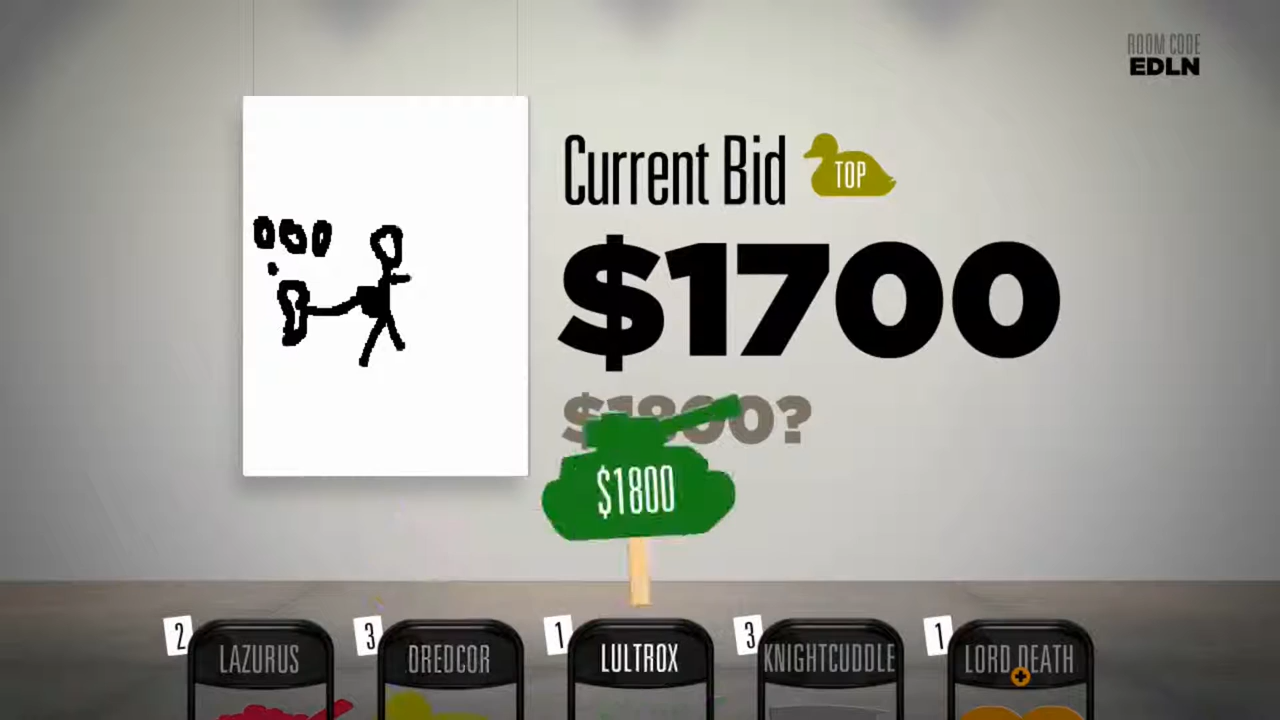 ROOM CODE
EDLN
Current Bid TOP
$1700
$1800?
$1800
2 LAZURUS 3 DREDCOR 1 LULTROX 3 KNIGHTCUDDLE 1 LORD DEATH